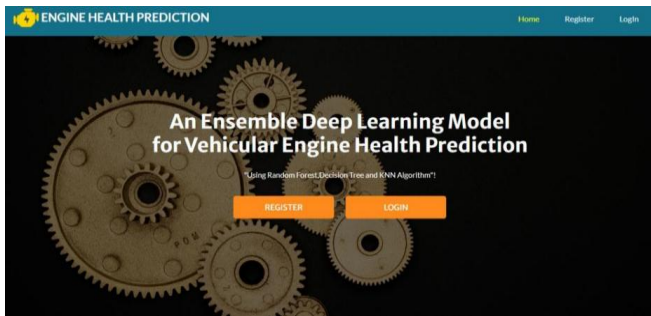 ENGINE HEALTH PREDICTION
Home Register Login
An Ensemble Deep Learning Model
for Vehicular Engine Health Prediction
"Using Random Forest,Decision Tree and KNN Algorithm"!
REGISTER LOGIN